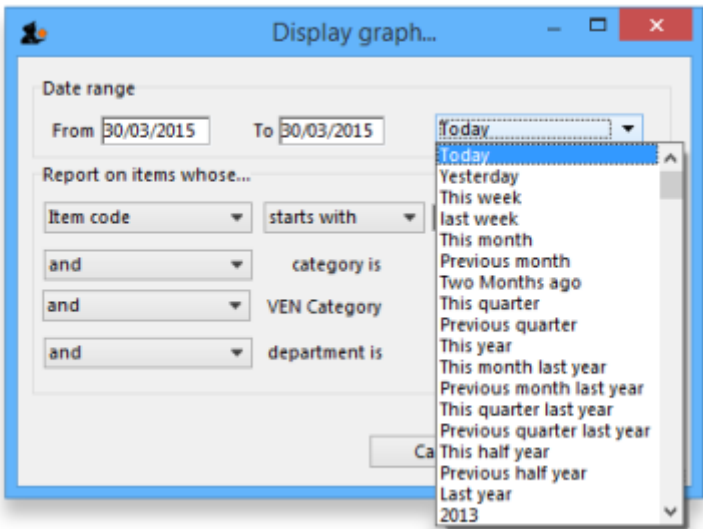 Display graph...
Date range
From 30/03/2015 To 30/03/2015 Today
Today
Yesterday
This week
last week
This month
Previous month
Two Months ago
This quarter
Previous quarter
This year
This month last year
Previous month last year
This quarter last year
Previous quarter last year
This half year
Previous half year
Last year
2013
Report on items whose...
Item code starts with
and category is
and VEN Category
and department is
Ca